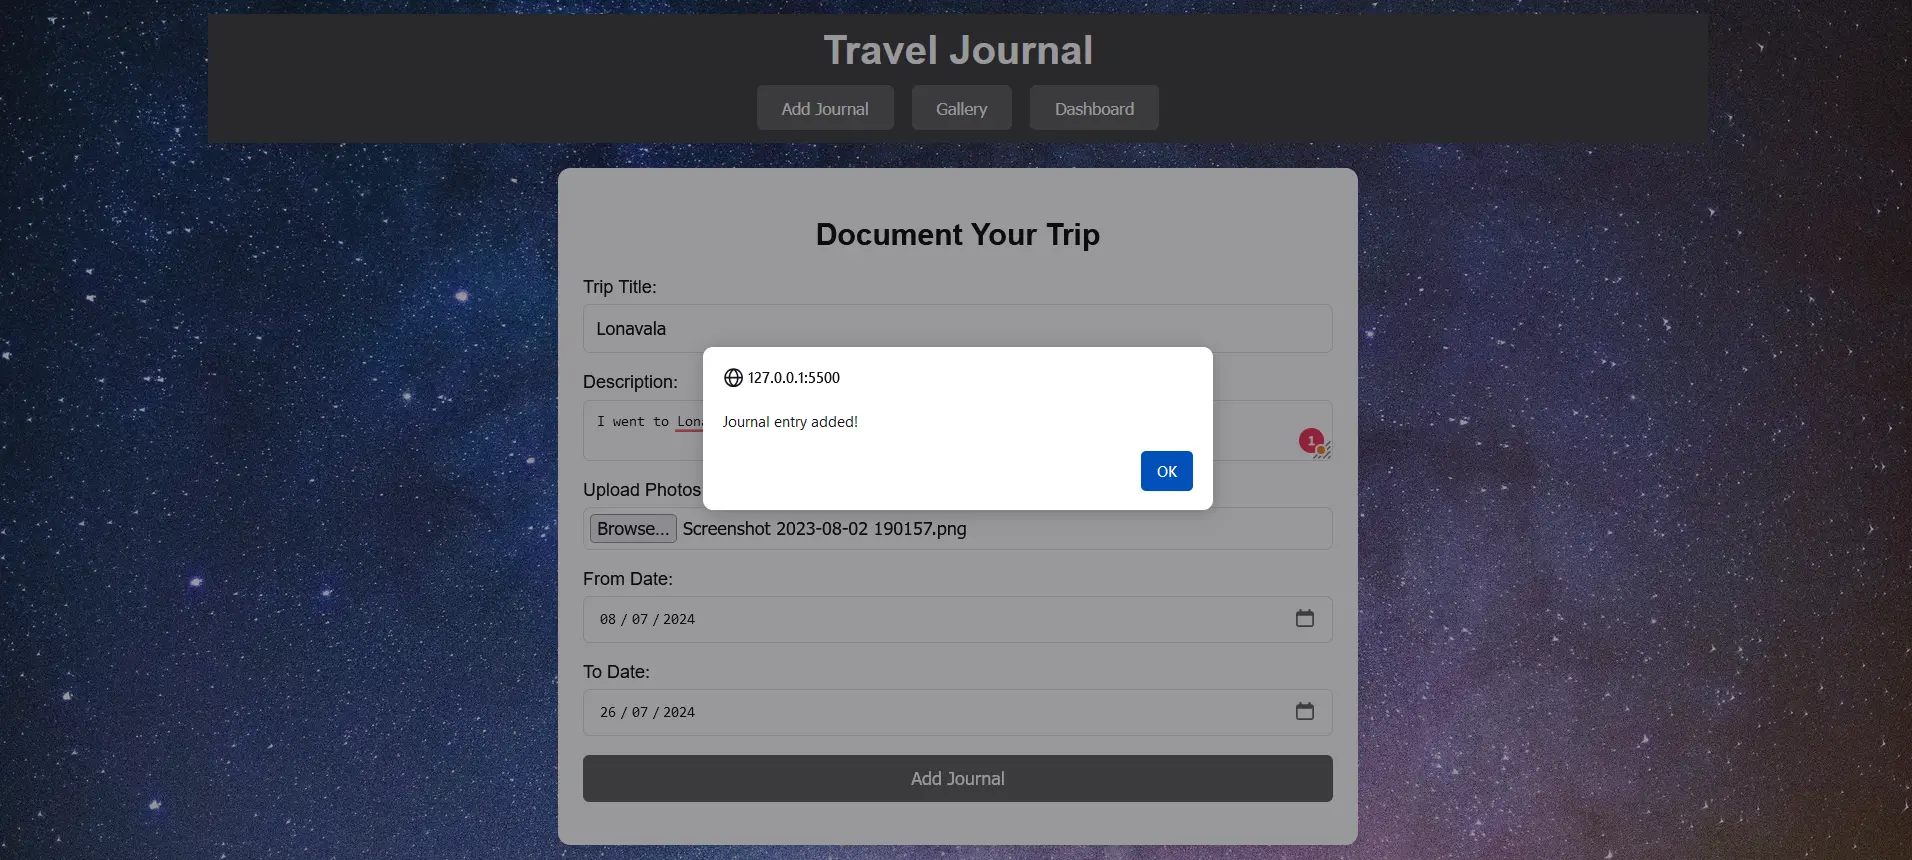 Travel Journal
Add Journal Gallery Dashboard
Document Your Trip
Trip Title:
Lonavala
127.0.0.1:5500
Description:
Journal entry added!
I went to
1
OK
Upload Photos
Browse... Screenshot 2023-08-02 190157.png
From Date:
08 / 07 / 2024
To Date:
26 / 07 / 2024
Add Journal